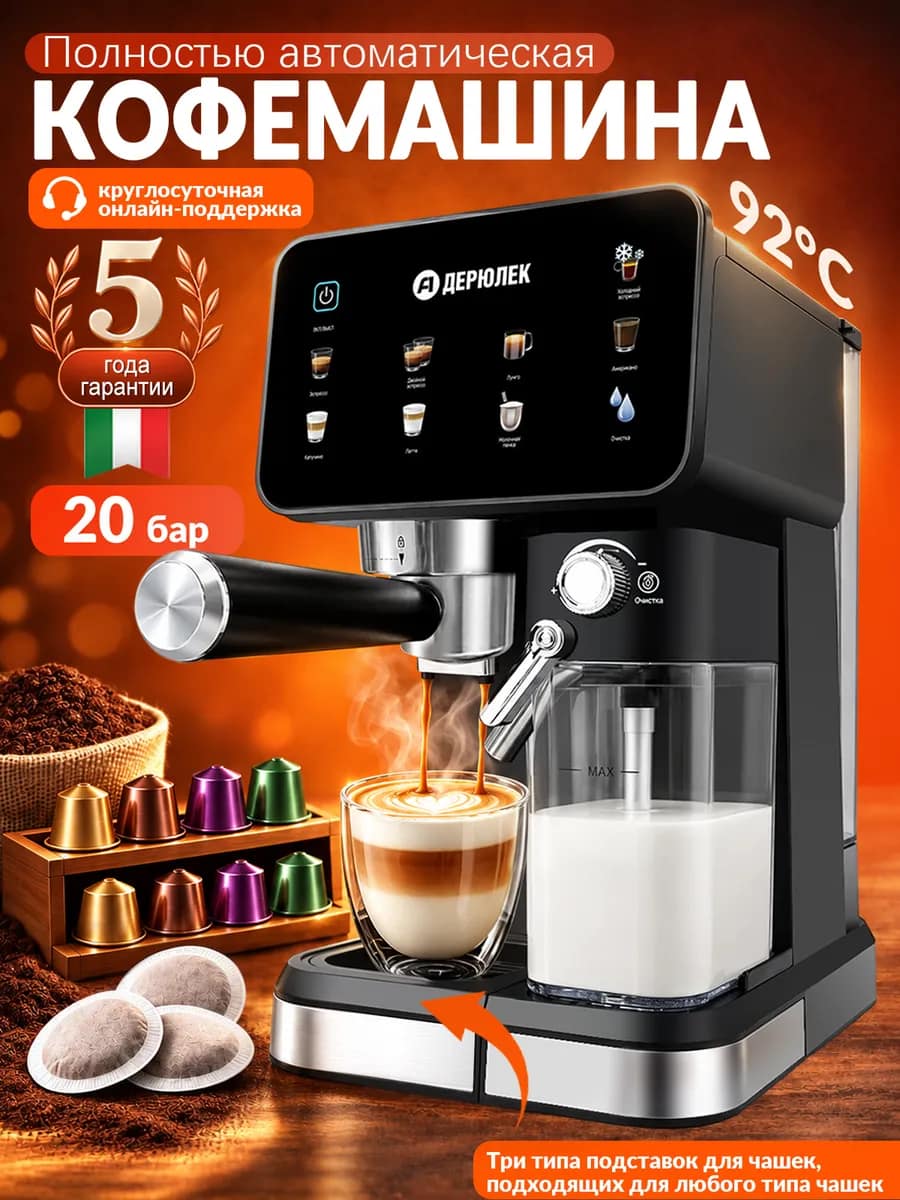 Полностью автоматическая
КОФЕМАШИНА
круглосуточная
онлайн-поддержка
92°C
5
года
гарантии
20 бар
ДЕРЮЛЕК
ВКЛ/ВЫКЛ
Холодный
эспрессо
Эспрессо
Двойной
эспрессо
Лунго
Американо
Капучино
Латте
Молочная
пенка
Очистка
+
-
Очистка
MAX
Три типа подставок для чашек,
подходящих для любого типа чашек